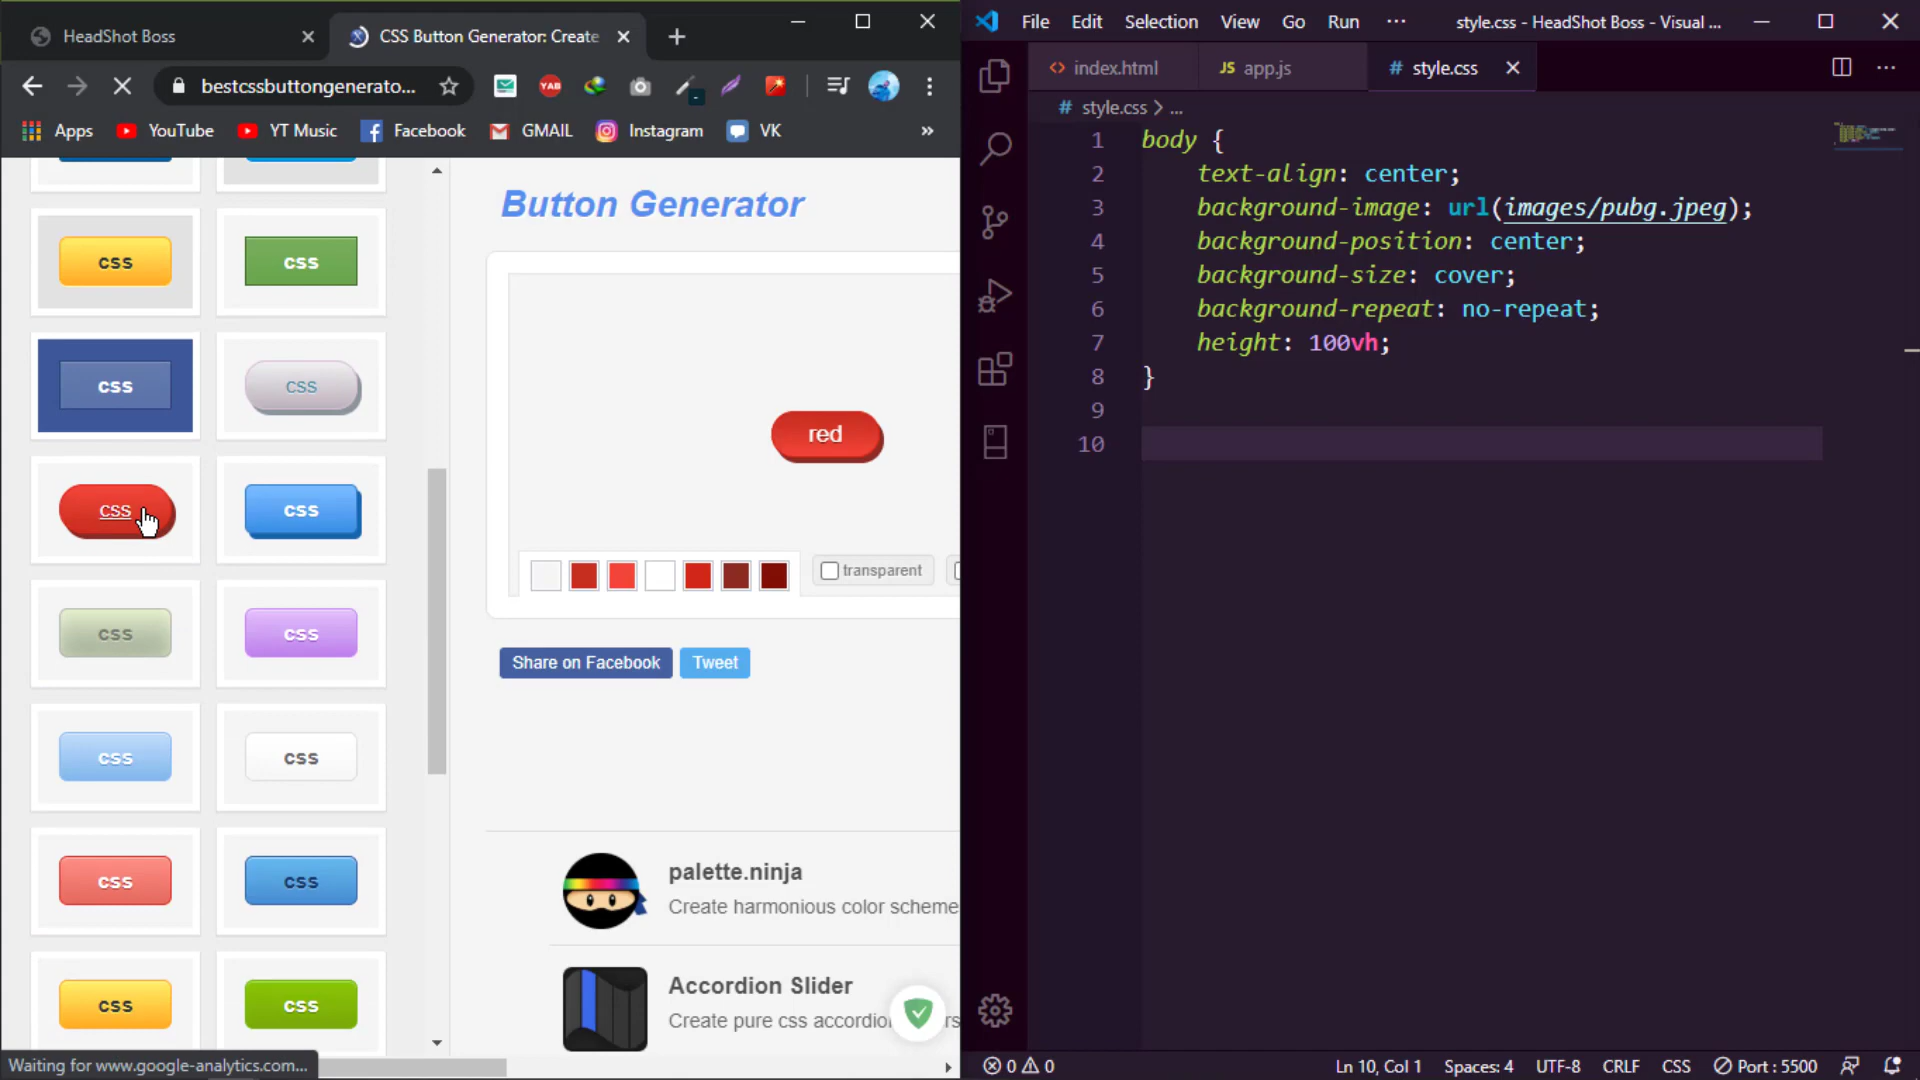 HeadShot Boss
CSS Button Generator: Create
bestcssbuttongenerato...
YAB
Apps
YouTube
YT Music
Facebook
GMAIL
Instagram
VK
»
css
css
css
css
css
css
css
css
css
css
css
css
css
css
Button Generator
red
transparent
Share on Facebook
Tweet
palette.ninja
Create harmonious color scheme
Accordion Slider
Create pure css accordio
rs
Waiting for www.google-analytics.com...
File Edit Selection View Go Run ···
style.css - HeadShot Boss - Visual ...
<> index.html
JS app.js
# style.css
# style.css > ...
1 body {
2 text-align: center;
3 background-image: url(images/pubg.jpeg);
4 background-position: center;
5 background-size: cover;
6 background-repeat: no-repeat;
7 height: 100vh;
8 }
9
10
0 0
Ln 10, Col 1
Spaces: 4
UTF-8
CRLF
CSS
Port : 5500